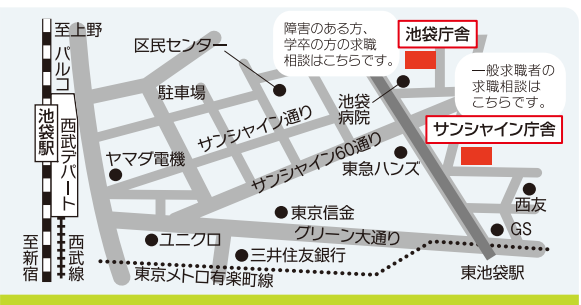 至上野
パルコ
池袋駅
西武デパート
至新宿
西武線
区民センター
駐車場
ヤマダ電機
サンシャイン通り
サンシャイン60通り
障害のある方、
学卒の方の求職
相談はこちらです。
池袋庁舎
池袋
病院
一般求職者の
求職相談は
こちらです。
サンシャイン庁舎
東急ハンズ
東京信金
グリーン大通り
ユニクロ
三井住友銀行
東京メトロ有楽町線
西友
GS
東池袋駅